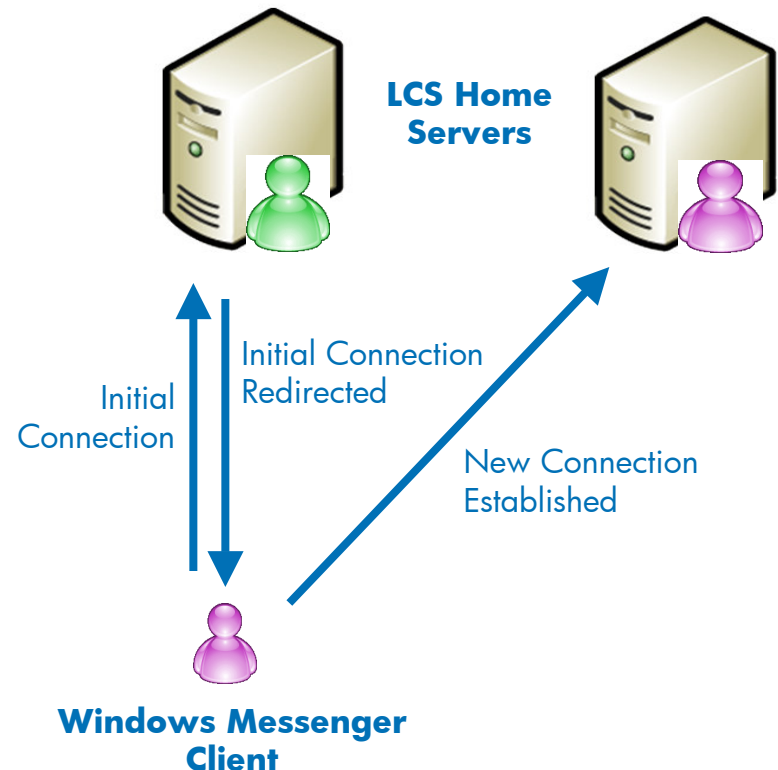 LCS Home
Servers
Initial Connection
Redirected
Initial
Connection
New Connection
Established
Windows Messenger
Client